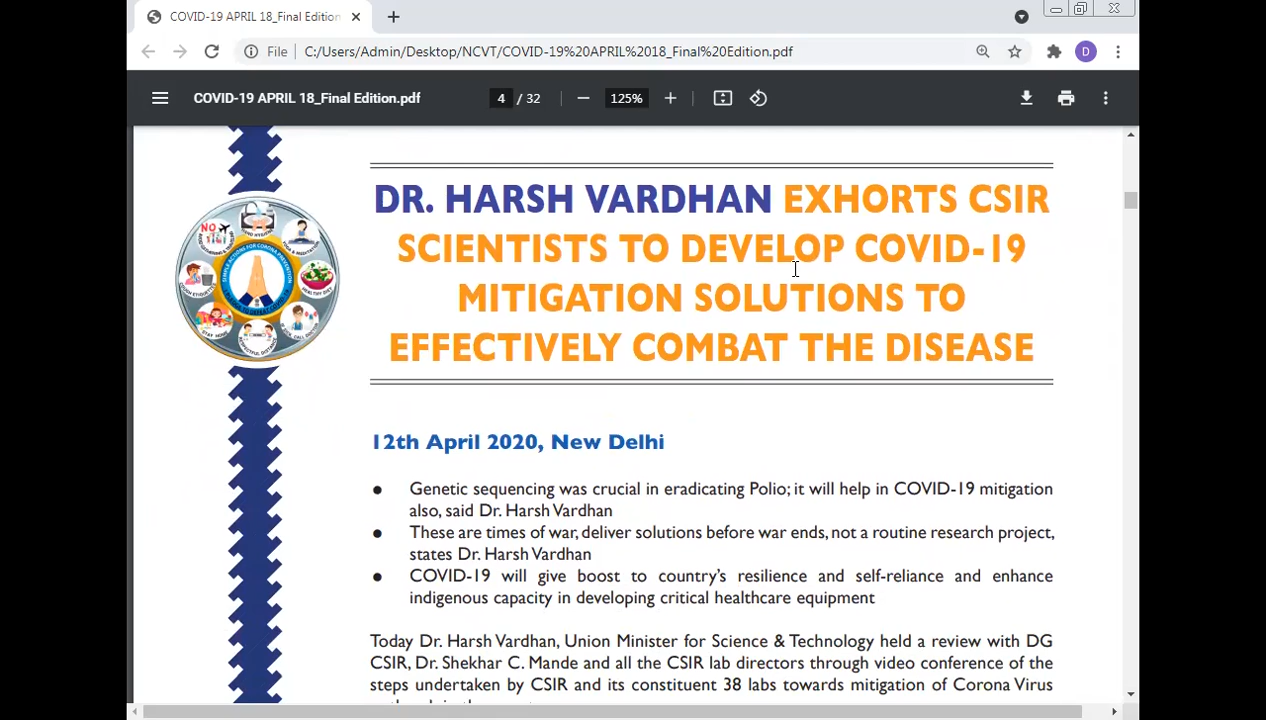 COVID-19 APRIL 18_Final Edition
File C:/Users/Admin/Desktop/NCVT/COVID-19%20APRIL%2018_Final%20Edition.pdf
D
COVID-19 APRIL 18_Final Edition.pdf
4 / 32
125%
DR. HARSH VARDHAN EXHORTS CSIR
SCIENTISTS TO DEVELOP COVID-19
MITIGATION SOLUTIONS TO
EFFECTIVELY COMBAT THE DISEASE
NO
HEALTHY DIET
STAY HOME
12th April 2020, New Delhi
Genetic sequencing was crucial in eradicating Polio; it will help in COVID-19 mitigation
also, said Dr. Harsh Vardhan
These are times of war, deliver solutions before war ends, not a routine research project,
states Dr. Harsh Vardhan
COVID-19 will give boost to country's resilience and self-reliance and enhance
indigenous capacity in developing critical healthcare equipment
Today Dr. Harsh Vardhan, Union Minister for Science & Technology held a review with DG
CSIR, Dr. Shekhar C. Mande and all the CSIR lab directors through video conference of the
steps undertaken by CSIR and its constituent 38 labs towards mitigation of Corona Virus